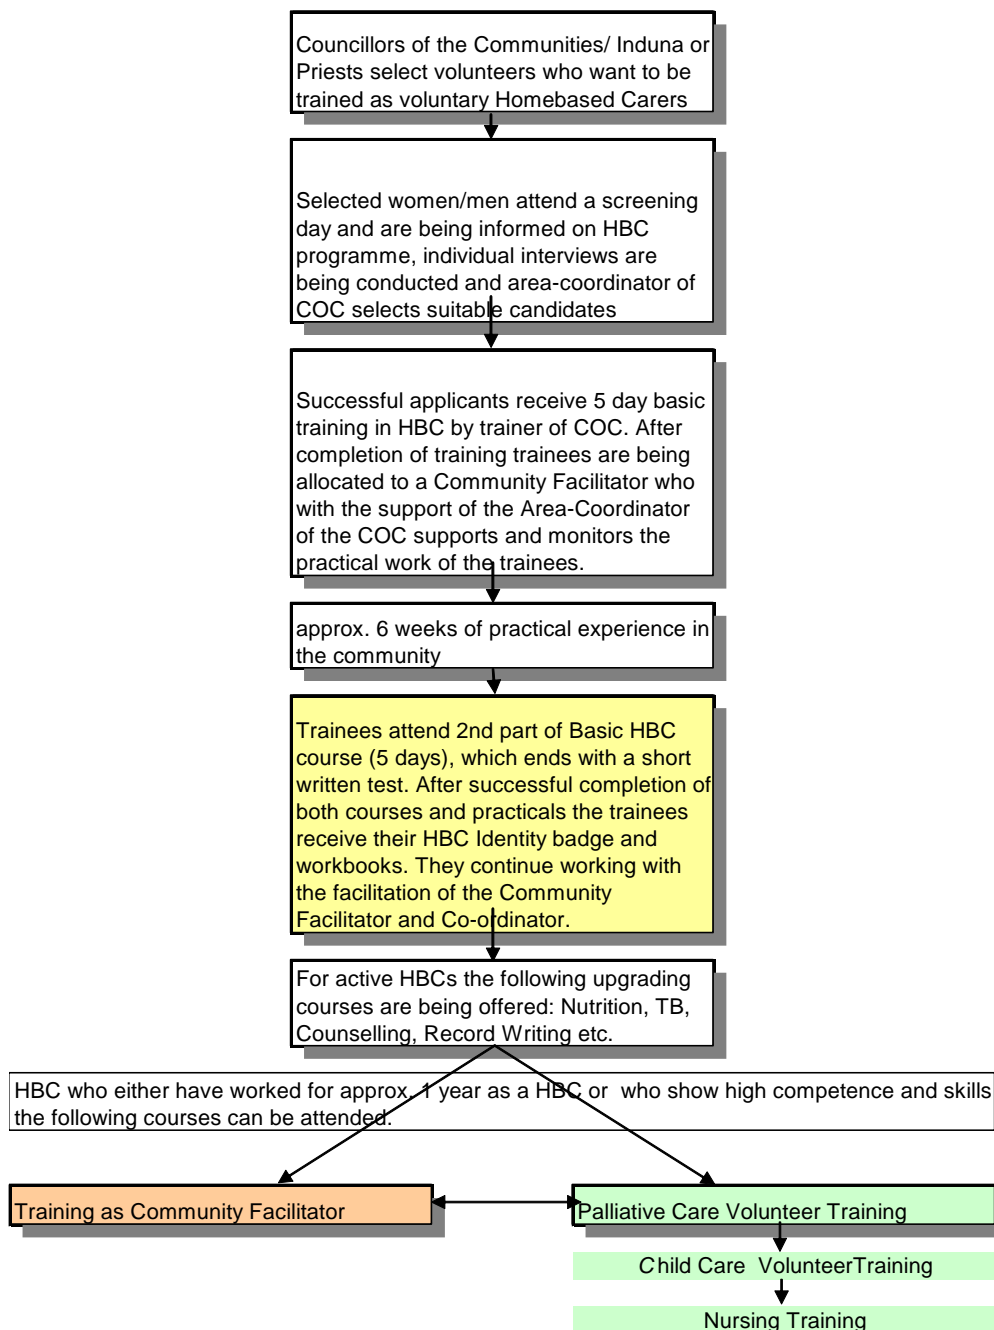 Councillors of the Communities/ Induna or
Priests select volunteers who want to be
trained as voluntary Homebased Carers
Selected women/men attend a screening
day and are being informed on HBC
programme, individual interviews are
being conducted and area-coordinator of
COC selects suitable candidates
Successful applicants receive 5 day basic
training in HBC by trainer of COC. After
completion of training trainees are being
allocated to a Community Facilitator who
with the support of the Area-Coordinator
of the COC supports and monitors the
practical work of the trainees.
approx. 6 weeks of practical experience in
the community
Trainees attend 2nd part of Basic HBC
course (5 days), which ends with a short
written test. After successful completion of
both courses and practicals the trainees
receive their HBC Identity badge and
workbooks. They continue working with
the facilitation of the Community
Facilitator and Co-ordinator.
For active HBCs the following upgrading
courses are being offered: Nutrition, TB,
Counselling, Record Writing etc.
HBC who either have worked for approx. 1 year as a HBC or who show high competence and skills
the following courses can be attended.
Training as Community Facilitator
Palliative Care Volunteer Training
Child Care VolunteerTraining
Nursing Training